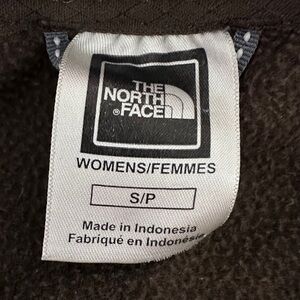 THE
NORTH
FACE
®
WOMENS/FEMMES
S/P
Made in Indonesia
Fabriqué en Indonésie